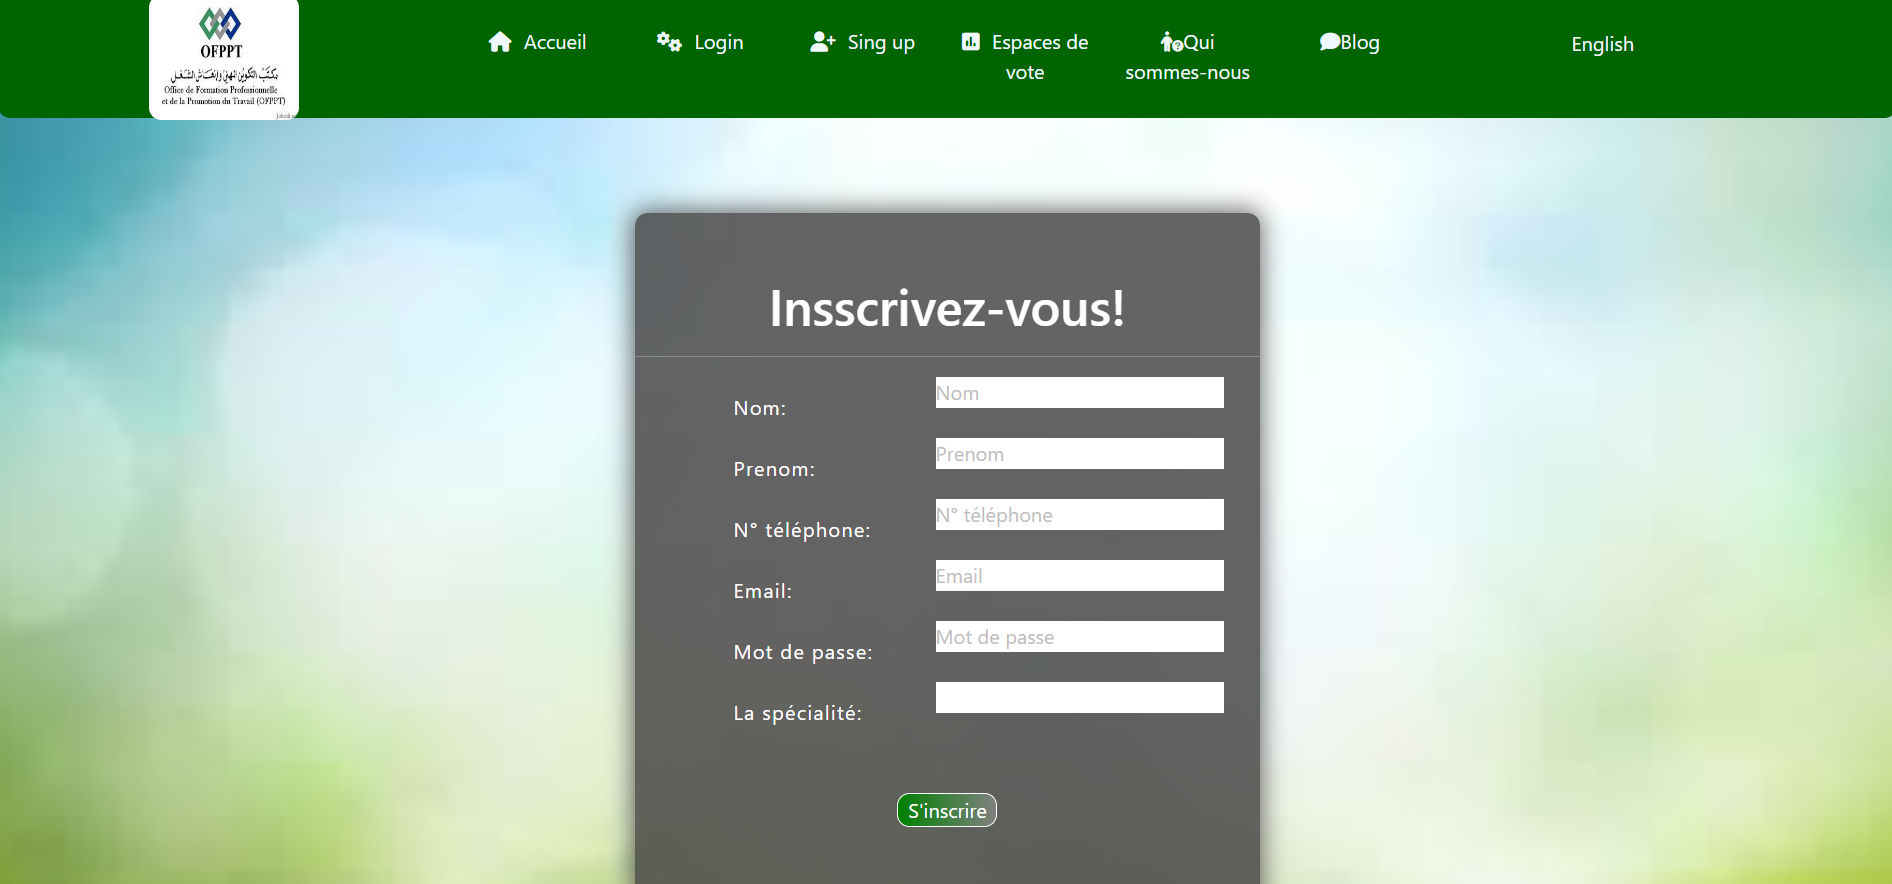 OFPPT
مكتب التكوين المهني وإنعاش الشغل
Office de Formation Professionnelle
et de la Promotion du Travail (OFPPT)
Accueil
Login
Sing up
Espaces de
vote
Qui
sommes-nous
Blog
English
Insscrivez-vous!
Nom:
Nom
Prenom:
Prenom
N° téléphone:
N° téléphone
Email:
Email
Mot de passe:
Mot de passe
La spécialité:
S'inscrire